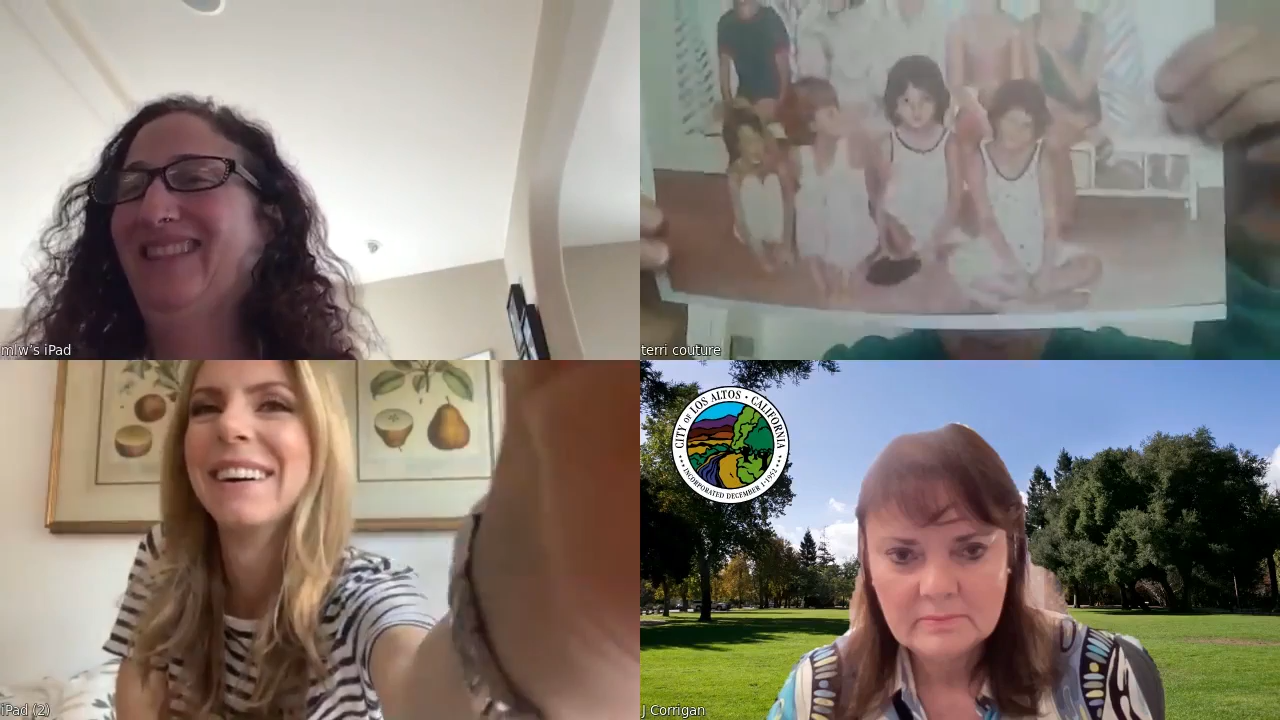 mlw's iPad
terri couture
CITY OF LOS ALTOS • CALIFORNIA
INCORPORATED DECEMBER 1, 1952
iPad (2)
J Corrigan